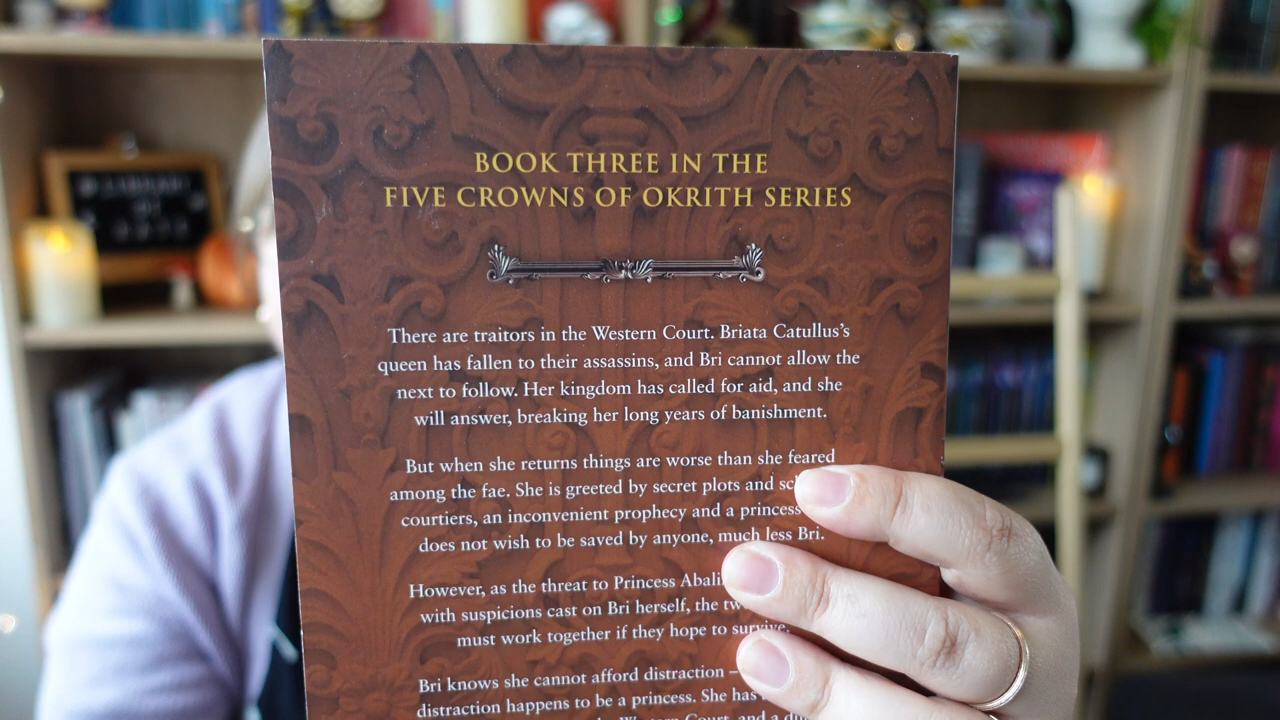 BOOK THREE IN THE
FIVE CROWNS OF OKRITH SERIES
There are traitors in the Western Court. Briata Catullus's
queen has fallen to their assassins, and Bri cannot allow the
next to follow. Her kingdom has called for aid, and she
will answer, breaking her long years of banishment.
But when she returns things are worse than she feared
among the fae. She is greeted by secret plots and
courtiers, an inconvenient prophecy and a princess
does not wish to be saved by anyone, much less Bri.
However, as the threat to Princess
with suspicions cast on Bri herself, the
must work together if they hope to survive.
Bri knows she cannot afford distraction –
distraction happens to be a princess. She has
Western Court, and a